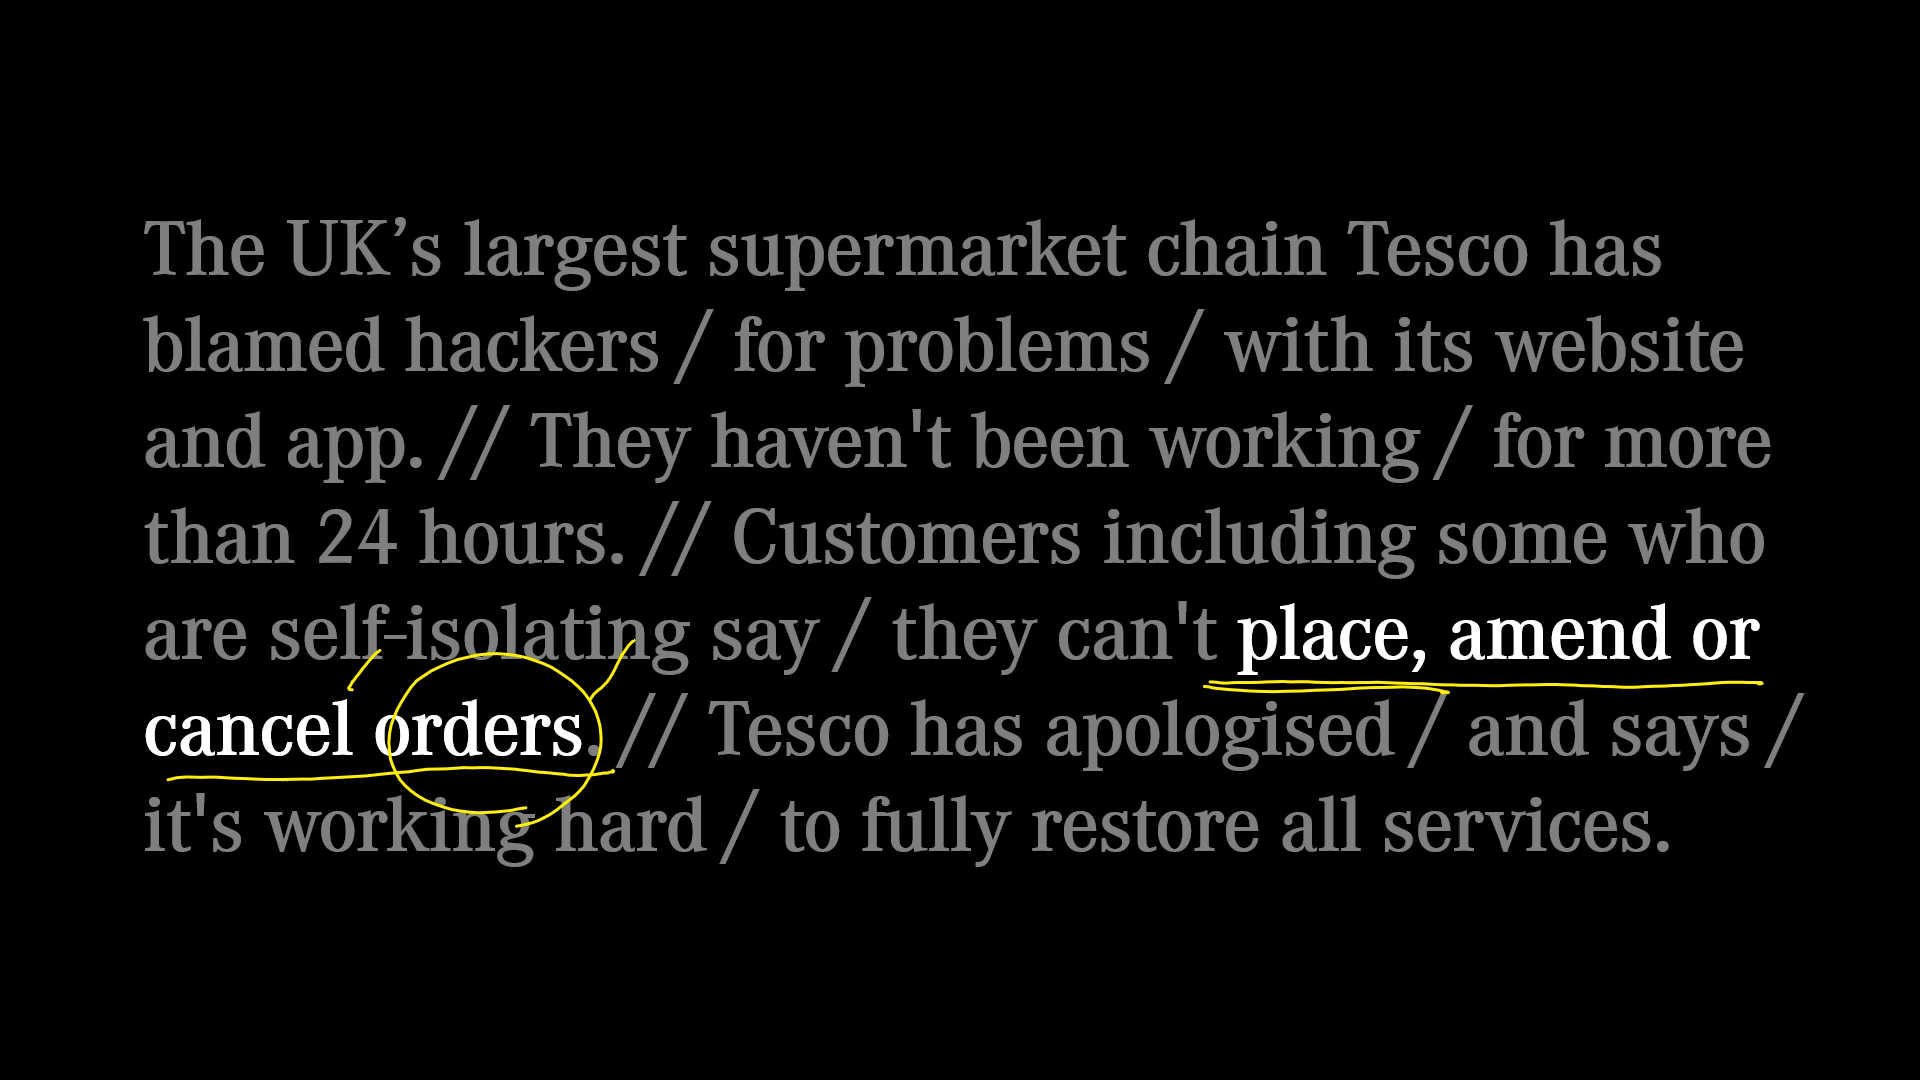 The UK’s largest supermarket chain Tesco has
blamed hackers / for problems / with its website
and app. // They haven't been working / for more
than 24 hours. // Customers including some who
are self-isolating say / they can't place, amend or
cancel orders. // Tesco has apologised / and says /
it's working hard / to fully restore all services.